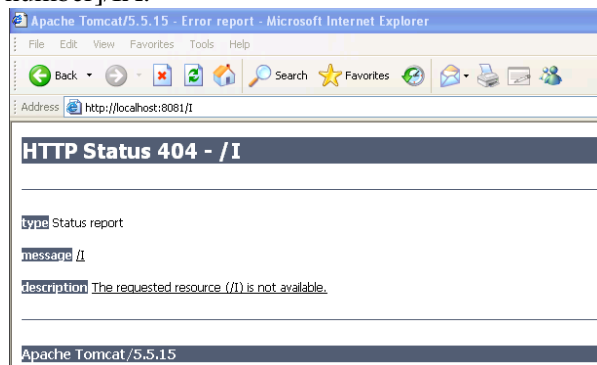 Apache Tomcat/5.5.15 - Error report - Microsoft Internet Explorer
File Edit View Favorites Tools Help
Back Search Favorites
Address http://localhost:8081/I
HTTP Status 404 - /I
type Status report
message /I
description The requested resource (/I) is not available.
Apache Tomcat/5.5.15